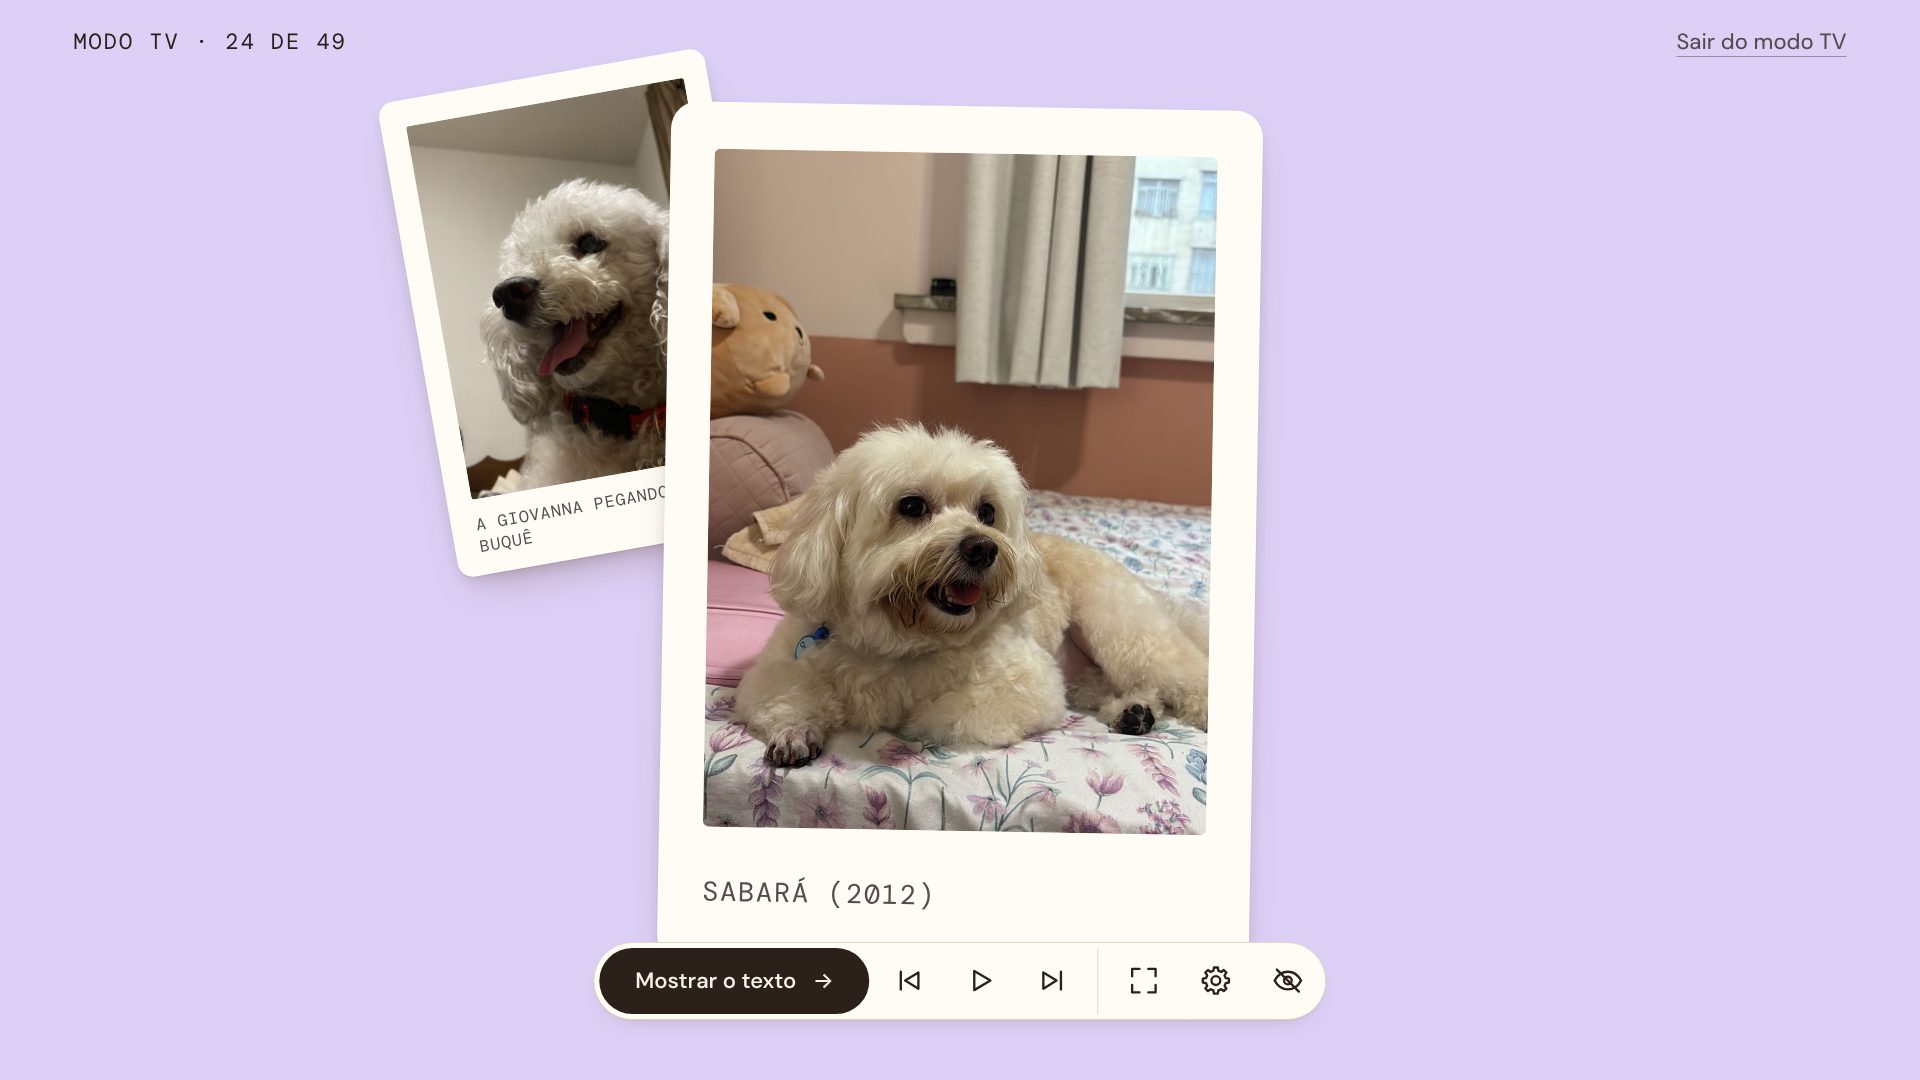 MODO TV · 24 DE 49
Sair do modo TV
A GIOVANNA PEGANDO
BUQUÊ
SABARÁ (2012)
Mostrar o texto →